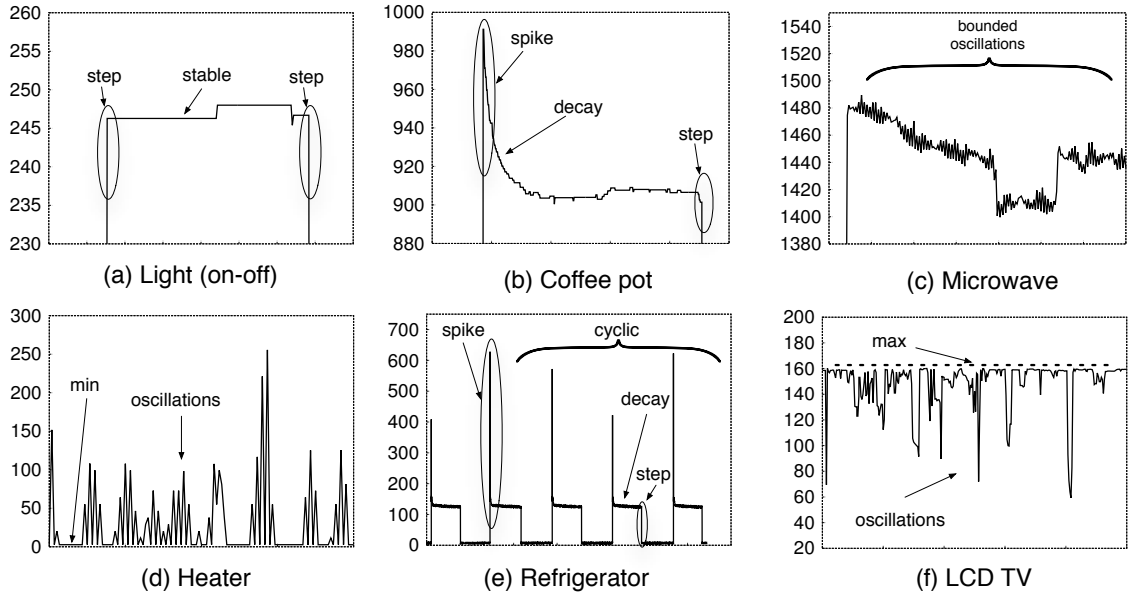 260
255
250
245
240
235
230
step
stable
step
(a) Light (on-off)
1000
980
960
940
920
900
880
spike
decay
step
(b) Coffee pot
1540
1520
1500
1480
1460
1440
1420
1400
1380
bounded
oscillations
(c) Microwave
300
250
200
150
100
50
0
min
oscillations
(d) Heater
700
600
500
400
300
200
100
0
spike
cyclic
decay
step
(e) Refrigerator
200
180
160
140
120
100
80
60
40
20
max
oscillations
(f) LCD TV